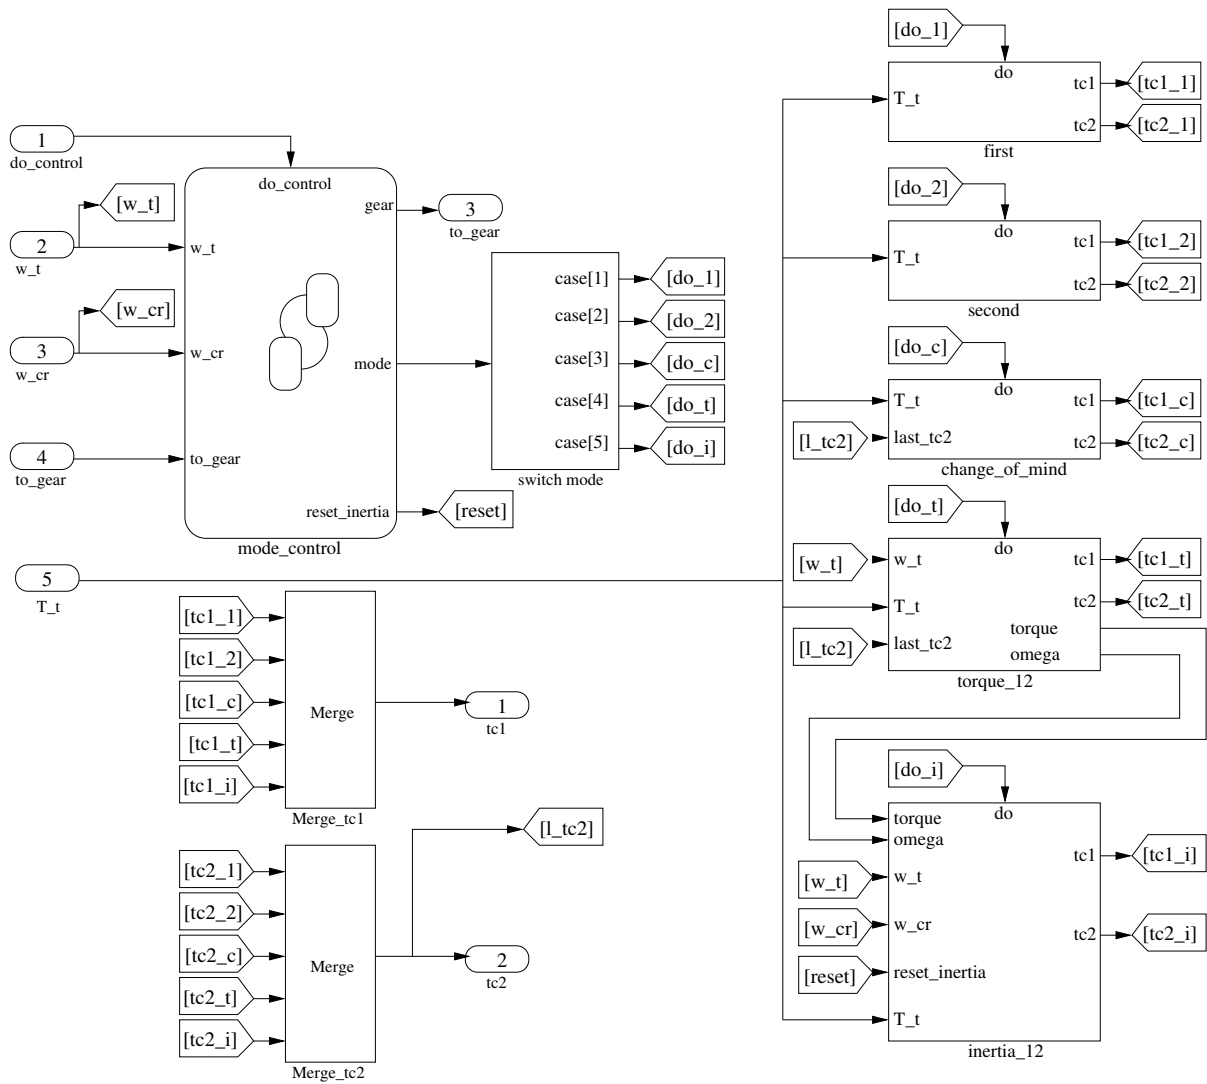 1
do_control
[w_t]
2
w_t
[w_cr]
3
w_cr
4
to_gear
5
T_t
do_control
w_t
w_cr
to_gear
gear
mode
reset_inertia
mode_control
3
to_gear
[reset]
case[1]
case[2]
case[3]
case[4]
case[5]
switch mode
[do_1]
[do_2]
[do_c]
[do_t]
[do_i]
[tc1_1]
[tc1_2]
[tc1_c]
[tc1_t]
[tc1_i]
Merge
Merge_tc1
1
tc1
[tc2_1]
[tc2_2]
[tc2_c]
[tc2_t]
[tc2_i]
Merge
Merge_tc2
[l_tc2]
2
tc2
[do_1]
do
T_t
tc1
tc2
[tc1_1]
[tc2_1]
first
[do_2]
do
T_t
tc1
tc2
[tc1_2]
[tc2_2]
second
[do_c]
do
T_t
[l_tc2]
last_tc2
tc1
tc2
[tc1_c]
[tc2_c]
change_of_mind
[do_t]
do
[w_t]
w_t
T_t
[l_tc2]
last_tc2
tc1
tc2
torque
omega
[tc1_t]
[tc2_t]
torque_12
[do_i]
do
torque
omega
[w_t]
w_t
[w_cr]
w_cr
[reset]
reset_inertia
T_t
tc1
tc2
[tc1_i]
[tc2_i]
inertia_12